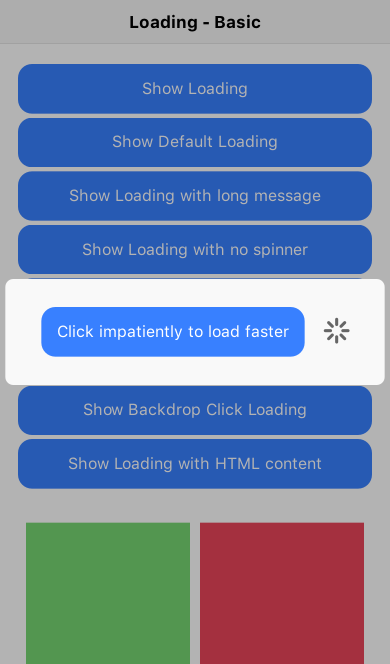 Loading - Basic
Show Loading
Show Default Loading
Show Loading with long message
Show Loading with no spinner
Click impatiently to load faster
Show Backdrop Click Loading
Show Loading with HTML content